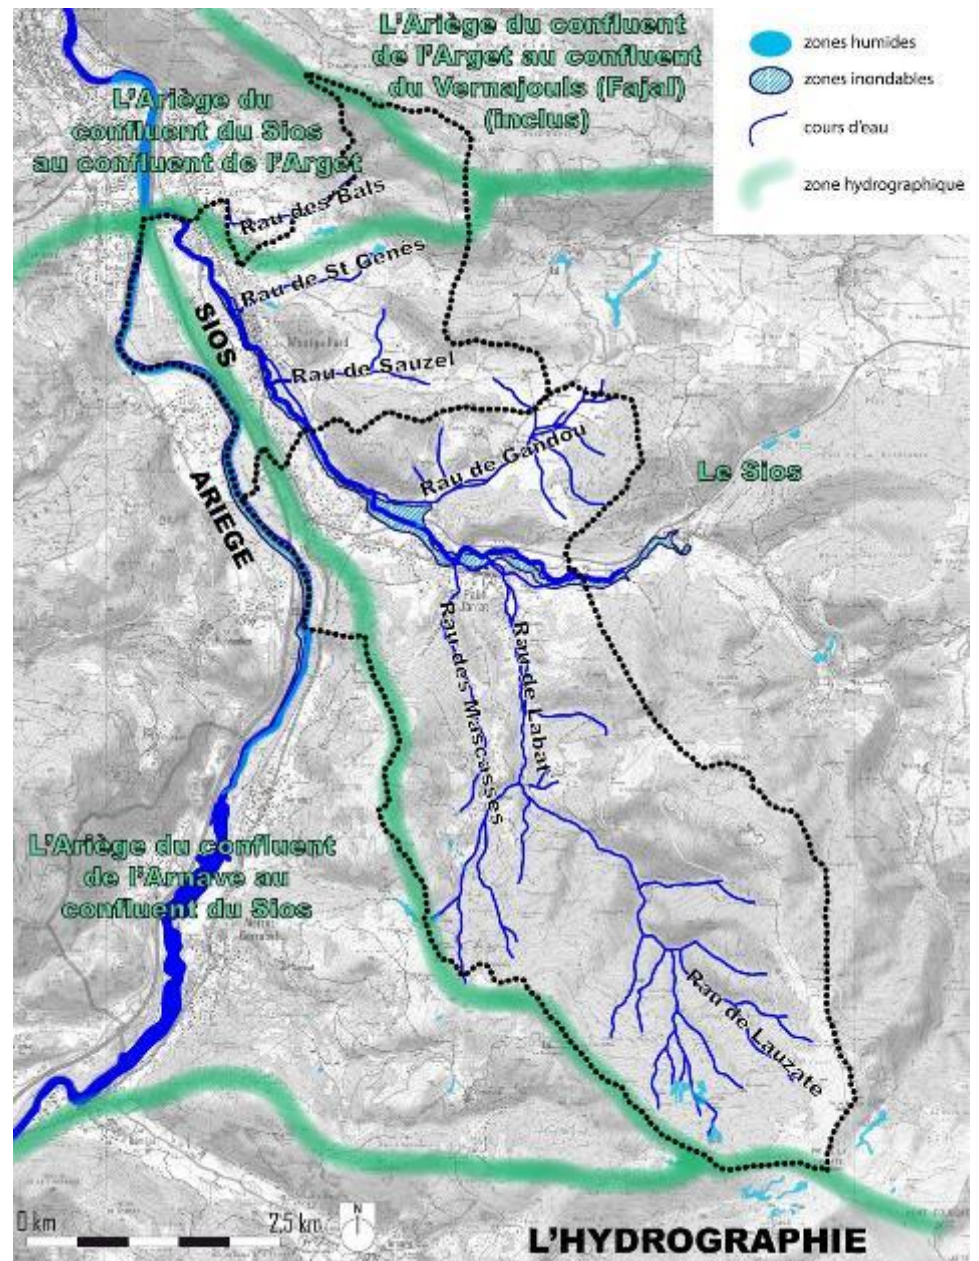 L'Ariège du confluent
de l'Arget au confluent
du Vernajouls (Fajal)
(inclus)
zones humides
zones inondables
cours d'eau
zone hydrographique
L'Ariège du
confluent du Sios
au confluent de l'Arget
Rau des Bals
Rau de St Genès
SIOS
Montgaillard
Rau de Sauzel
Rau de Gandou
Le Sios
ARIEGE
Rau des Mascasses
Rau de Labat
L'Ariège du confluent
de l'Arnave au
confluent du Sios
Rau de Lauzate
0 km
2.5 km
N
L'HYDROGRAPHIE